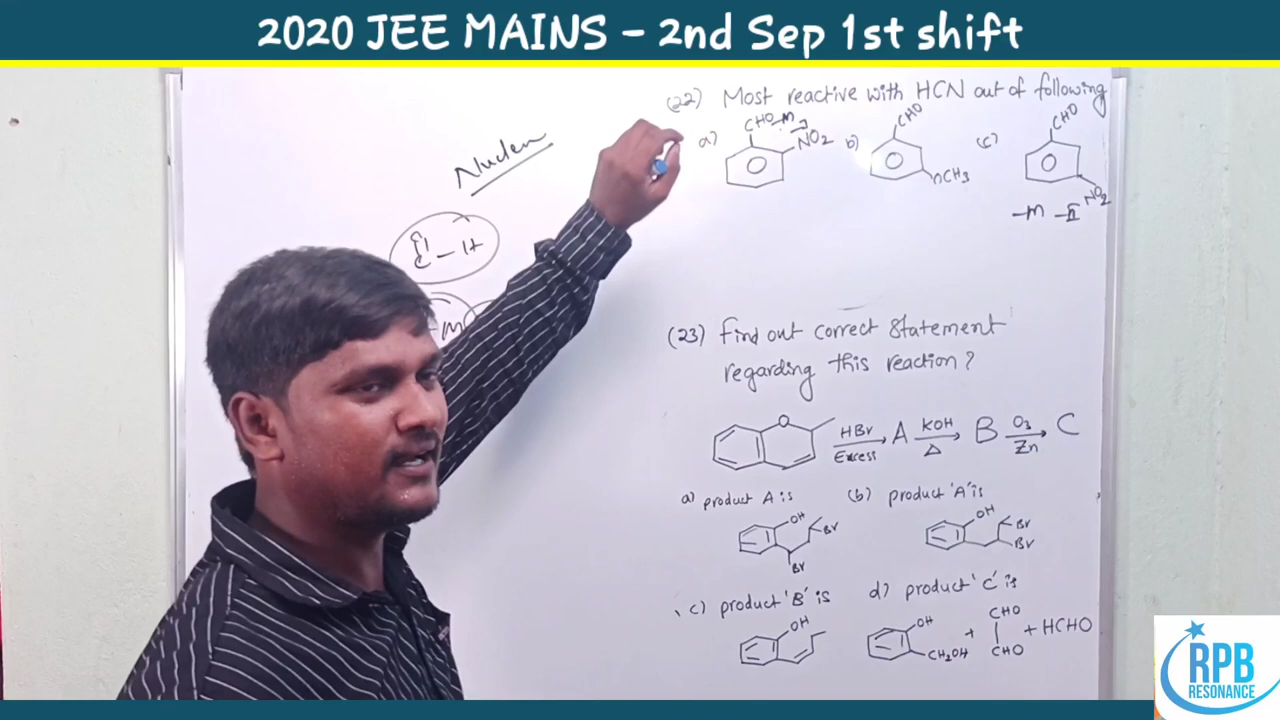 2020 JEE MAINS - 2nd Sep 1st shift
(22) Most reactive with HCN out of following
a) CHO -M NO2 b) CHO OCH3 (c) CHO NO2
-M -I
C - H
(23) Find out correct Statement
regarding this reaction?
O HBr Excess A KOH Δ B O3 Zn C
a) product A is (b) product 'A' is
OH Br Br OH Br Br
c) product 'B' is d) product 'C' is
OH OH CH2OH + CHO CHO + HCHO
RPB
RESONANCE